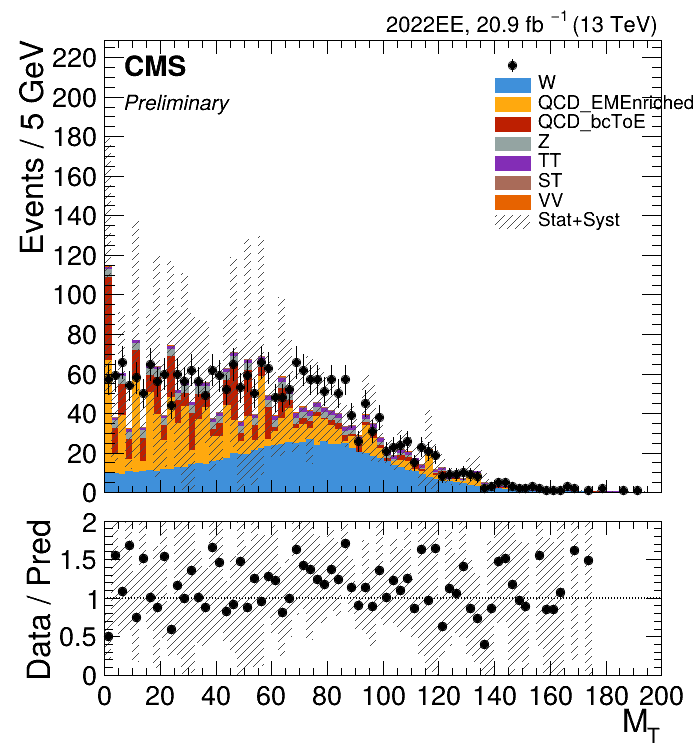 2022EE, 20.9 fb⁻¹ (13 TeV)
CMS
Preliminary
Events / 5 GeV
220
200
180
160
140
120
100
80
60
40
20
0
W
QCD_EMEnriched
QCD_bcToE
Z
TT
ST
VV
Stat+Syst
Data / Pred
2
1.5
1
0.5
0
0 20 40 60 80 100 120 140 160 180 200
M_T